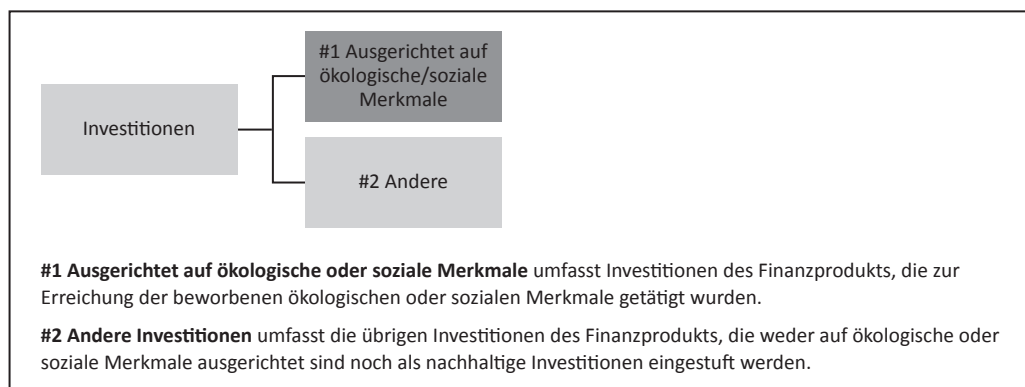 #1 Ausgerichtet auf
ökologische/soziale
Merkmale
Investitionen
#2 Andere
#1 Ausgerichtet auf ökologische oder soziale Merkmale umfasst Investitionen des Finanzprodukts, die zur
Erreichung der beworbenen ökologischen oder sozialen Merkmale getätigt wurden.
#2 Andere Investitionen umfasst die übrigen Investitionen des Finanzprodukts, die weder auf ökologische oder
soziale Merkmale ausgerichtet sind noch als nachhaltige Investitionen eingestuft werden.